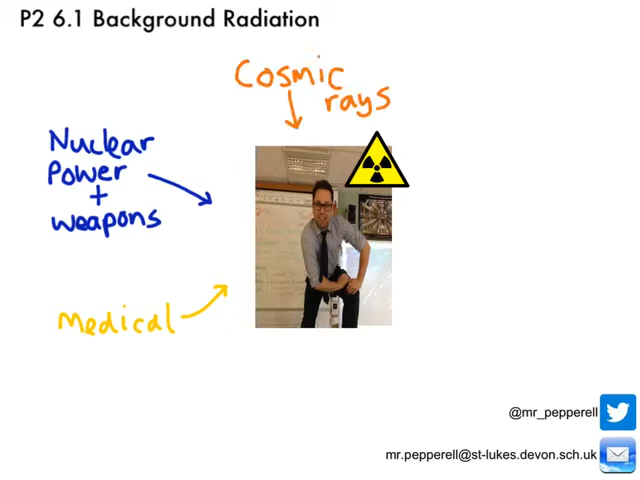 P2 6.1 Background Radiation
Cosmic
rays
Nuclear
Power
+
weapons
Medical
@mr_pepperell
mr.pepperell@st-lukes.devon.sch.uk